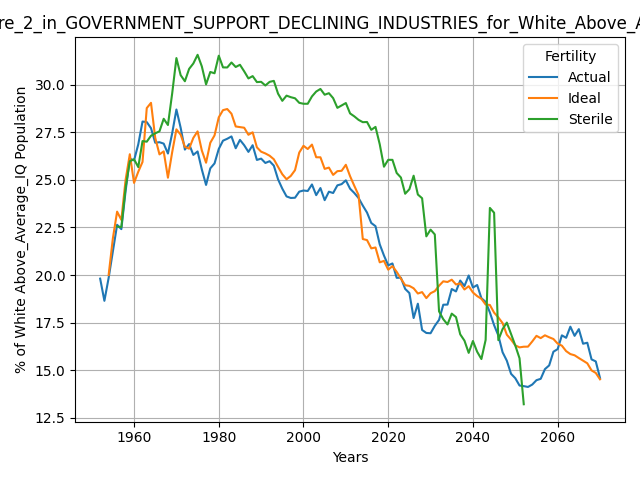 re_2_in_GOVERNMENT_SUPPORT_DECLINING_INDUSTRIES_for_White_Above_A
% of White Above_Average_IQ Population
30.0
27.5
25.0
22.5
20.0
17.5
15.0
12.5
Fertility
Actual
Ideal
Sterile
1960
1980
2000
2020
2040
2060
Years